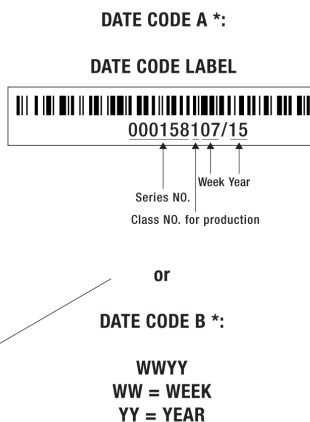 DATE CODE A *:
DATE CODE LABEL
000158107/15
Week Year
Series NO.
Class NO. for production
or
DATE CODE B *:
WWYY
WW = WEEK
YY = YEAR